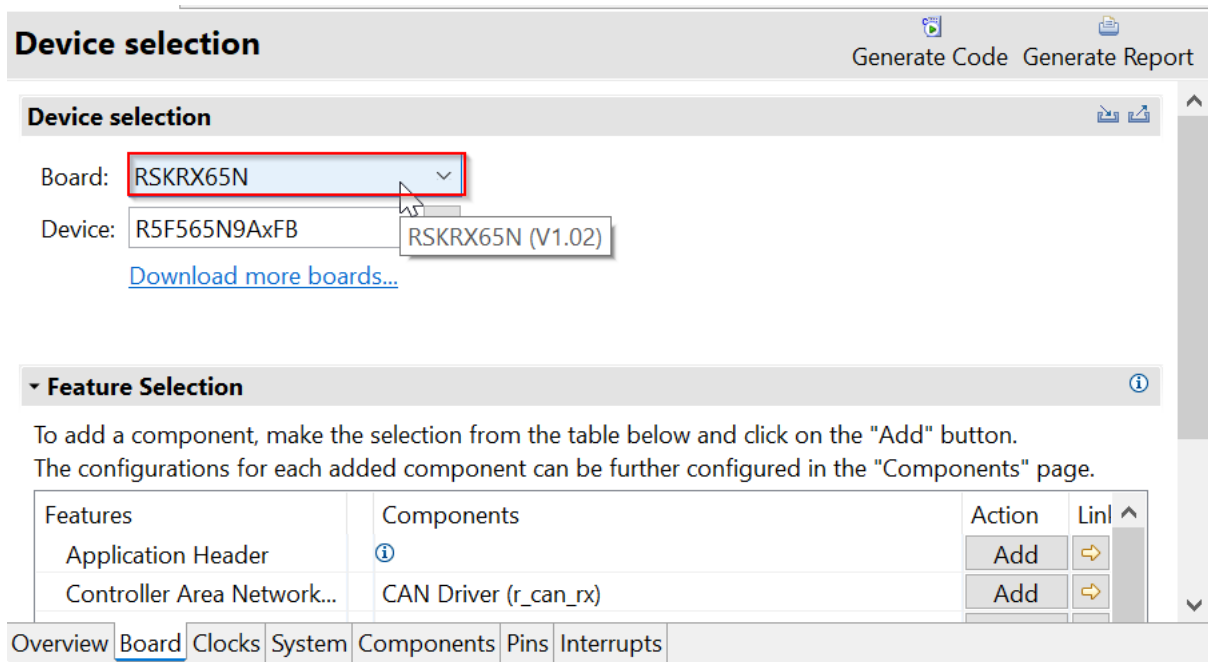 Device selection
Generate Code Generate Report
Device selection
Board: RSKRX65N
Device: R5F565N9AxFB
RSKRX65N (V1.02)
Download more boards...
Feature Selection
To add a component, make the selection from the table below and click on the "Add" button.
The configurations for each added component can be further configured in the "Components" page.
Features Components Action Linl
Application Header Add
Controller Area Network... CAN Driver (r_can_rx) Add
Overview Board Clocks System Components Pins Interrupts